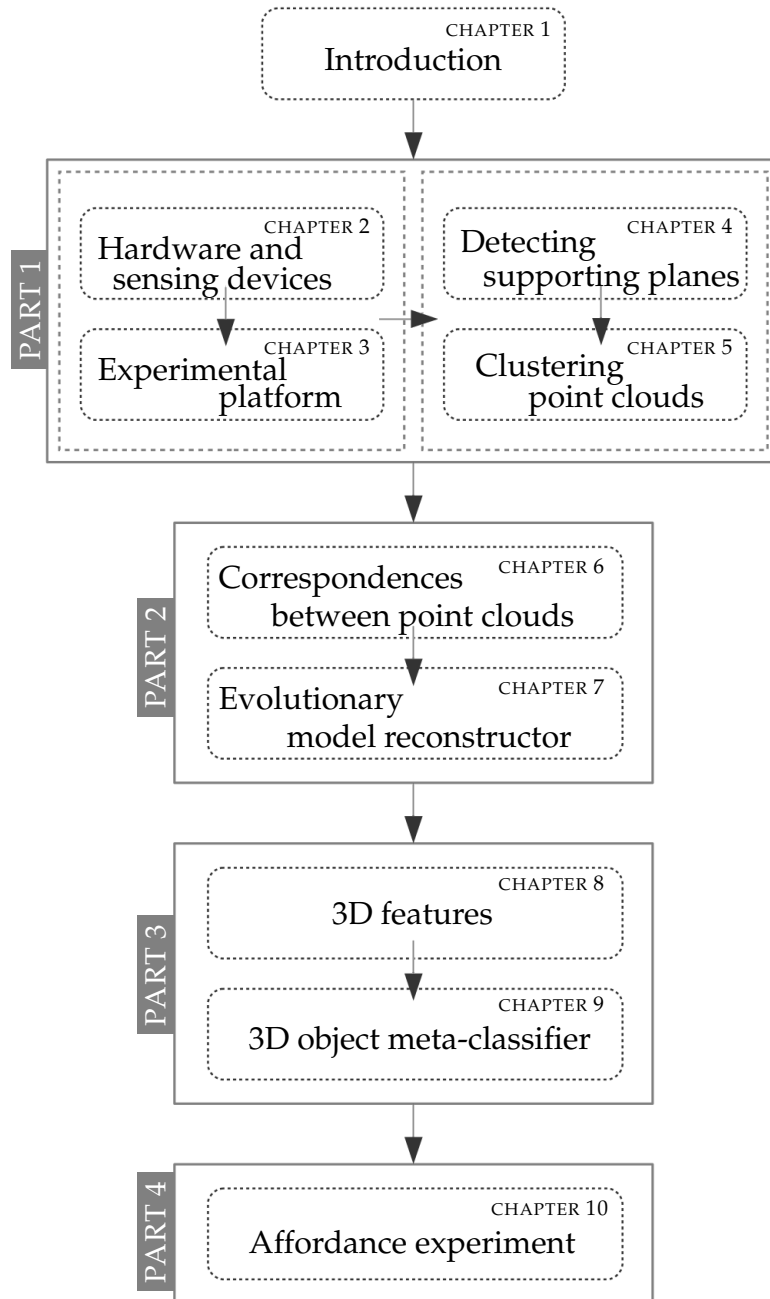 CHAPTER 1
Introduction
PART 1
CHAPTER 2
Hardware and
sensing devices
CHAPTER 3
Experimental
platform
CHAPTER 4
Detecting
supporting planes
CHAPTER 5
Clustering
point clouds
PART 2
CHAPTER 6
Correspondences
between point clouds
CHAPTER 7
Evolutionary
model reconstructor
PART 3
CHAPTER 8
3D features
CHAPTER 9
3D object meta-classifier
PART 4
CHAPTER 10
Affordance experiment